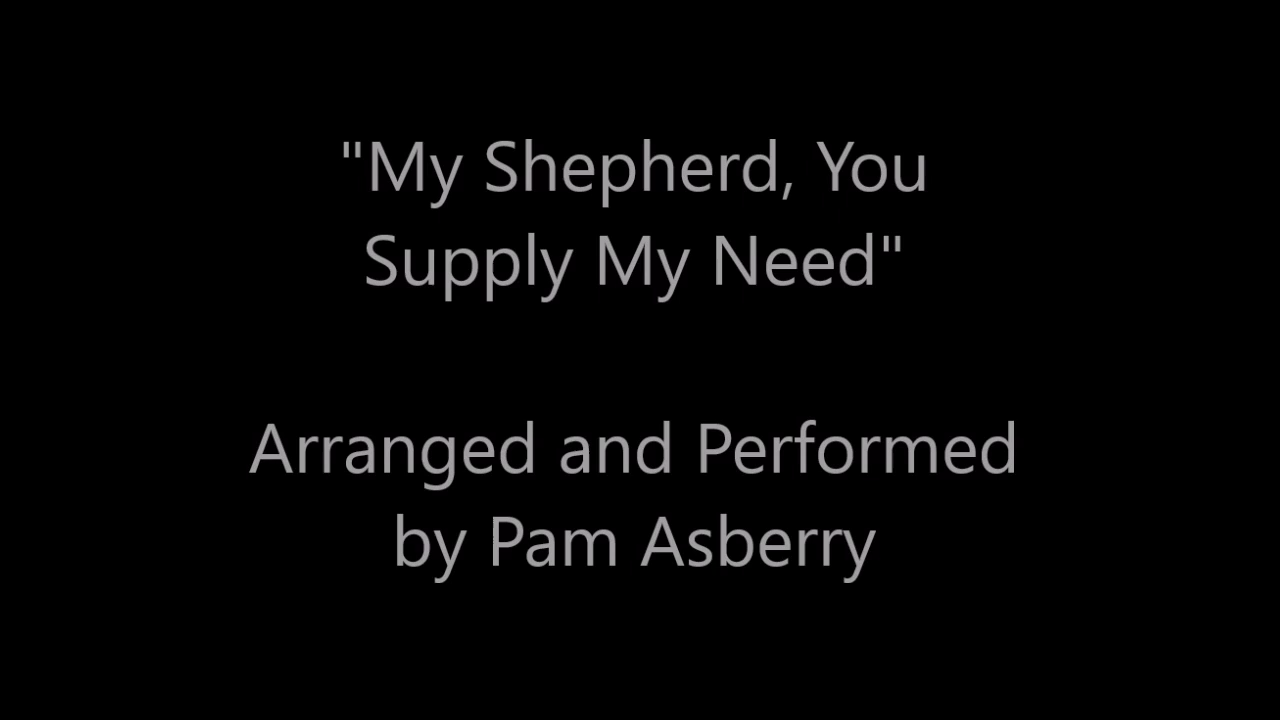 "My Shepherd, You
Supply My Need"
Arranged and Performed
by Pam Asberry